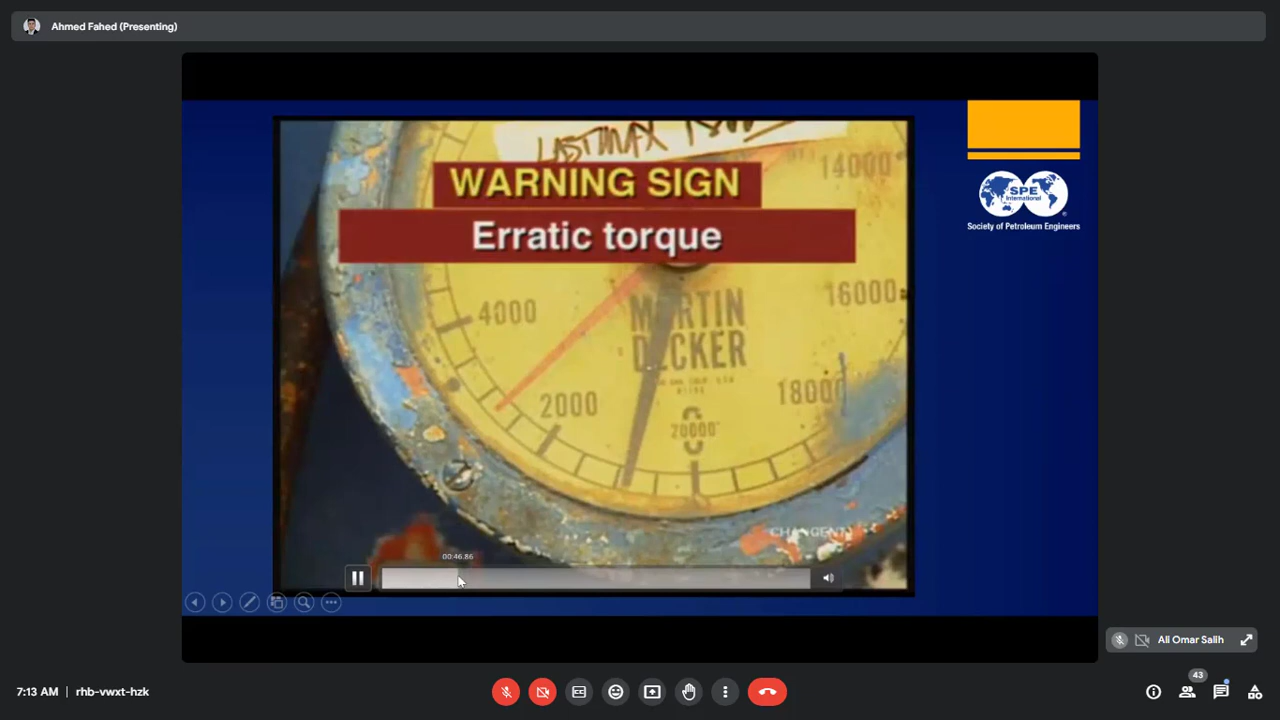 Ahmed Fahed (Presenting)
LAST MAX
WARNING SIGN
14000
Erratic torque
SPE
International
Society of Petroleum Engineers
4000
16000
MARTIN
DECKER
2000
18000
20000
00:46.86
Ali Omar Salih
7:13 AM | rhb-vwxt-hzk
43